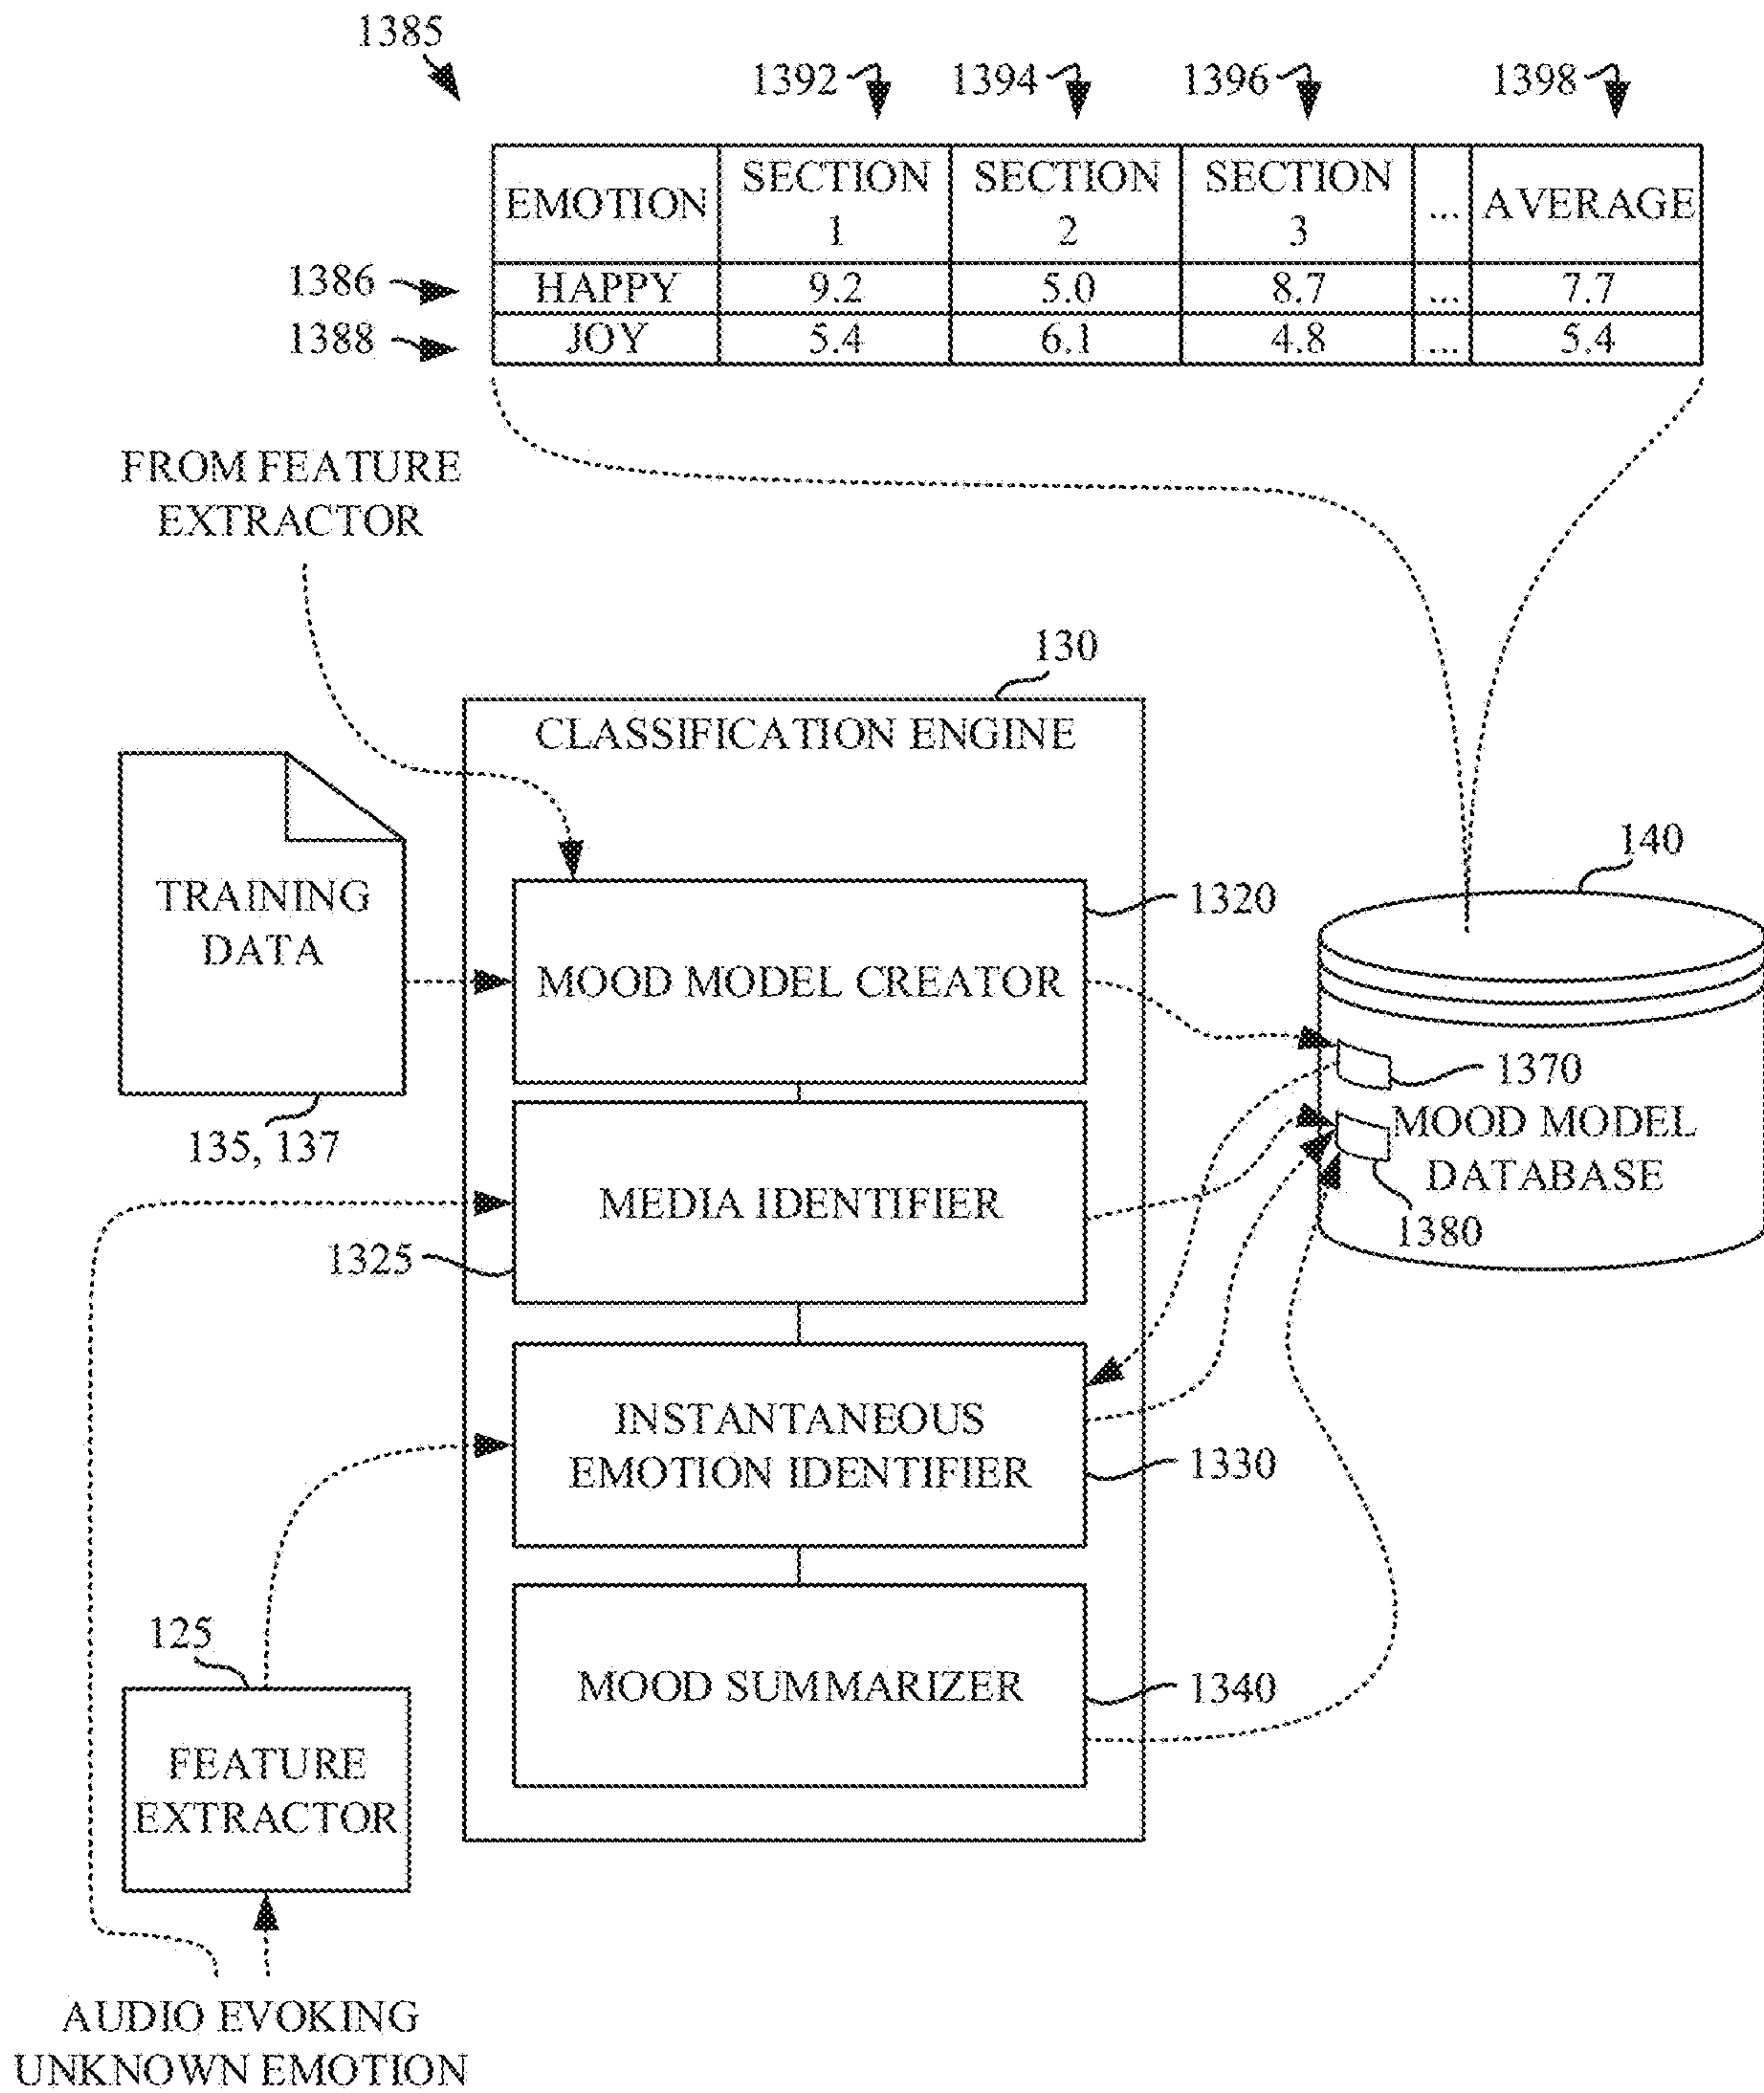 1385
1392 1394 1396 1398
EMOTION SECTION 1 SECTION 2 SECTION 3 ... AVERAGE
1386 HAPPY 9.2 5.0 8.7 ... 7.7
1388 JOY 5.4 6.1 4.8 ... 5.4
FROM FEATURE
EXTRACTOR
130
CLASSIFICATION ENGINE
TRAINING
DATA
135, 137
MOOD MODEL CREATOR
1320
140
1370
MOOD MODEL
DATABASE
1380
MEDIA IDENTIFIER
1325
INSTANTANEOUS
EMOTION IDENTIFIER
1330
MOOD SUMMARIZER
1340
125
FEATURE
EXTRACTOR
AUDIO EVOKING
UNKNOWN EMOTION